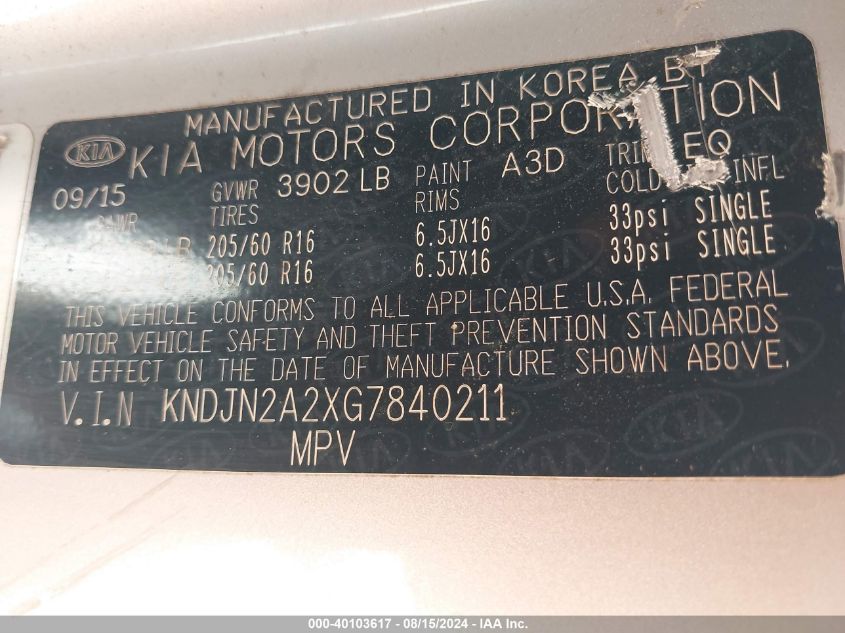 MANUFACTURED IN KOREA BY
KIA KIA MOTORS CORPORATION
09/15 GVWR 3902 LB PAINT A3D TRIM EQ
TIRES RIMS COLD INFL
LB 205/60 R16 6.5JX16 33psi SINGLE
205/60 R16 6.5JX16 33psi SINGLE
THIS VEHICLE CONFORMS TO ALL APPLICABLE U.S.A. FEDERAL
MOTOR VEHICLE SAFETY AND THEFT PREVENTION STANDARDS
IN EFFECT ON THE DATE OF MANUFACTURE SHOWN ABOVE.
V.I.N KNDJN2A2XG7840211
MPV
000-40103617 - 08/15/2024 - IAA Inc.